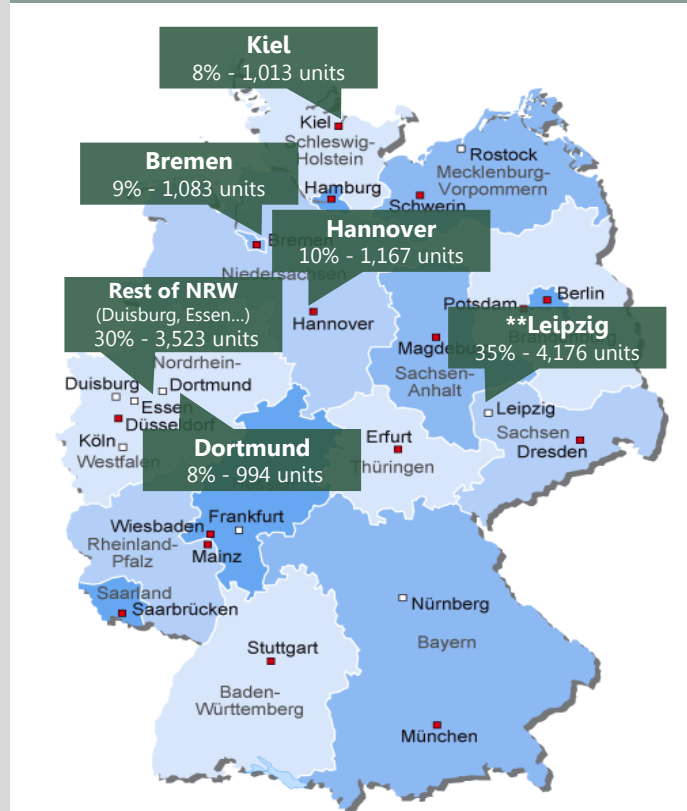 Kiel
8% - 1,013 units
Kiel
Schleswig-
Holstein
Rostock
Mecklenburg-
Vorpommern
Bremen
9% - 1,083 units
Hamburg
Schwerin
Bremen
Hannover
10% - 1,167 units
Niedersachsen
Rest of NRW
(Duisburg, Essen...)
30% - 3,523 units
Hannover
Potsdam
Berlin
Brandenburg
**Leipzig
35% - 4,176 units
Magdebu
Sachsen-
Anhalt
Nordrhein-
Duisburg
Dortmund
Essen
Düsseldorf
Köln
Westfalen
Leipzig
Sachsen
Dresden
Dortmund
8% - 994 units
Erfurt
Thüringen
Wiesbaden
Frankfurt
Rheinland-
Pfalz
Mainz
Saarland
Saarbrücken
Nürnberg
Bayern
Stuttgart
Baden-
Württemberg
München